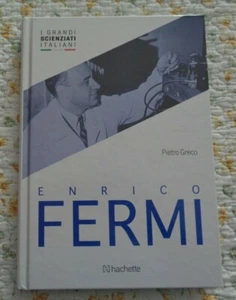 I GRANDI
SCIENZIATI
ITALIANI
Pietro Greco
ENRICO
FERMI
hachette